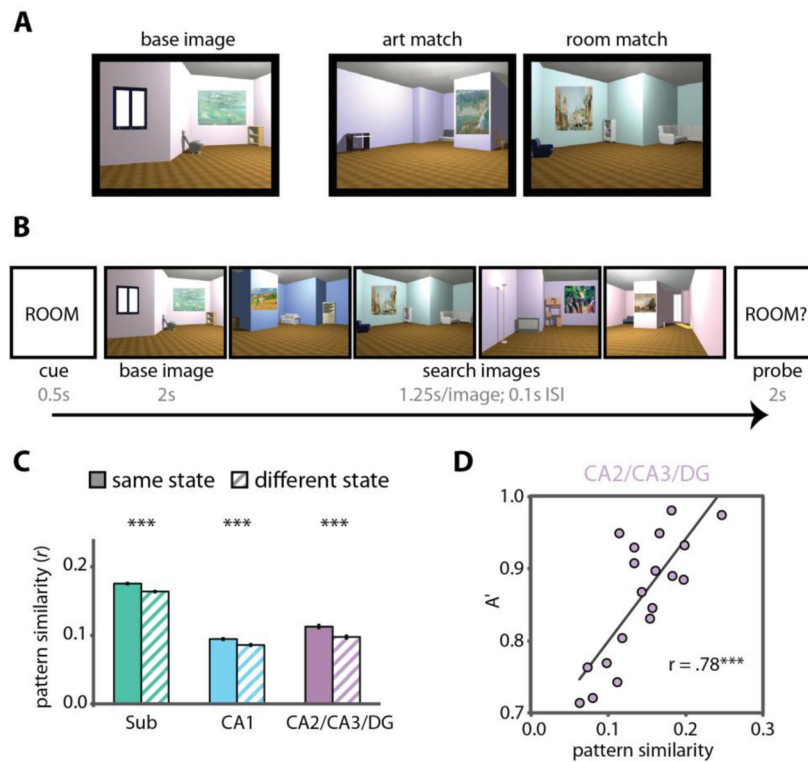 A
base image
art match
room match
B
ROOM
ROOM?
cue
base image
search images
probe
0.5s
2s
1.25s/image; 0.1s ISI
2s
C
same state
different state
*** *** ***
pattern similarity (r)
0.2
0.1
0.0
Sub
CA1
CA2/CA3/DG
D
CA2/CA3/DG
A'
1.0
0.9
0.8
0.7
r = .78***
0.0 0.1 0.2 0.3
pattern similarity